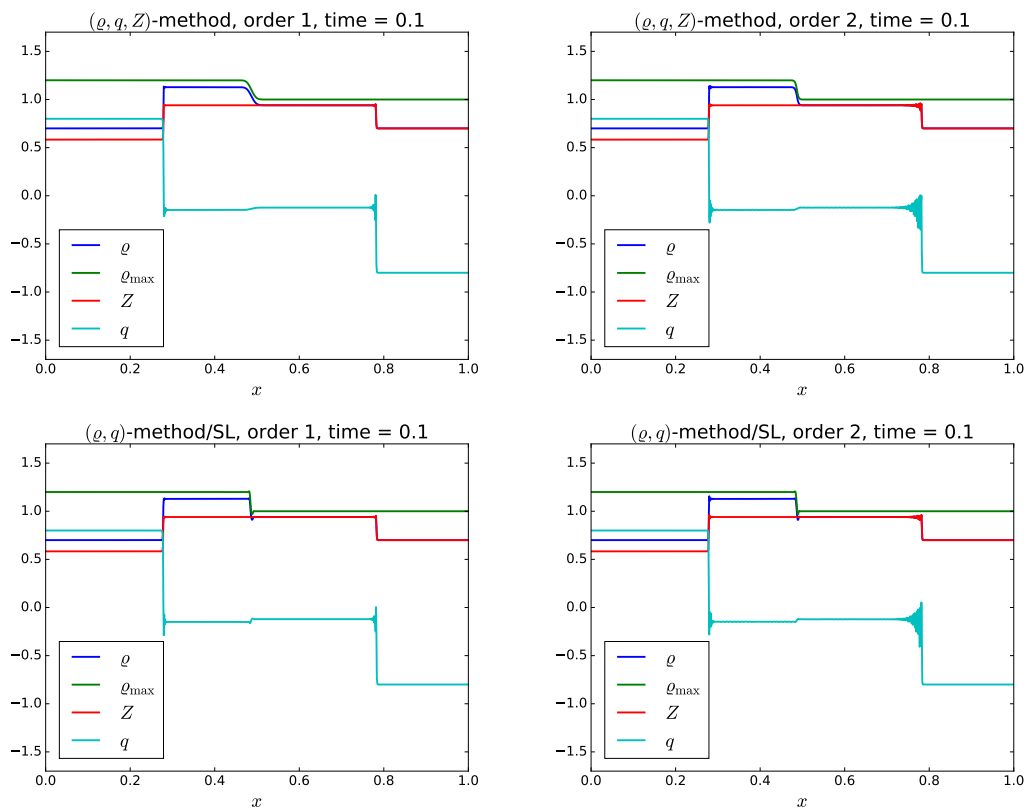 (ϱ, q, Z)-method, order 1, time = 0.1
1.5
1.0
0.5
0.0
−0.5
−1.0
−1.5
ϱ
ϱmax
Z
q
0.0 0.2 0.4 0.6 0.8 1.0
x
(ϱ, q, Z)-method, order 2, time = 0.1
1.5
1.0
0.5
0.0
−0.5
−1.0
−1.5
ϱ
ϱmax
Z
q
0.0 0.2 0.4 0.6 0.8 1.0
x
(ϱ, q)-method/SL, order 1, time = 0.1
1.5
1.0
0.5
0.0
−0.5
−1.0
−1.5
ϱ
ϱmax
Z
q
0.0 0.2 0.4 0.6 0.8 1.0
x
(ϱ, q)-method/SL, order 2, time = 0.1
1.5
1.0
0.5
0.0
−0.5
−1.0
−1.5
ϱ
ϱmax
Z
q
0.0 0.2 0.4 0.6 0.8 1.0
x